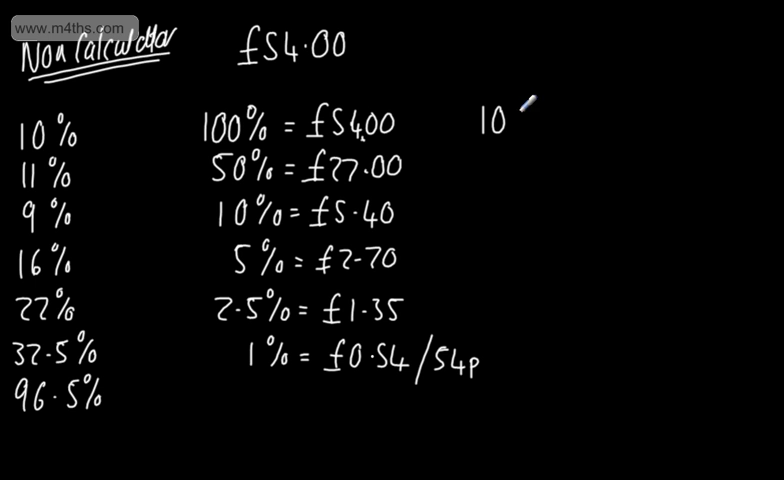 www.m4ths.com
Non Calculator £54.00
10% 100% = £54.00 10
11% 50% = £27.00
9% 10% = £5.40
16% 5% = £2.70
22% 2.5% = £1.35
32.5% 1% = £0.54/54p
96.5%